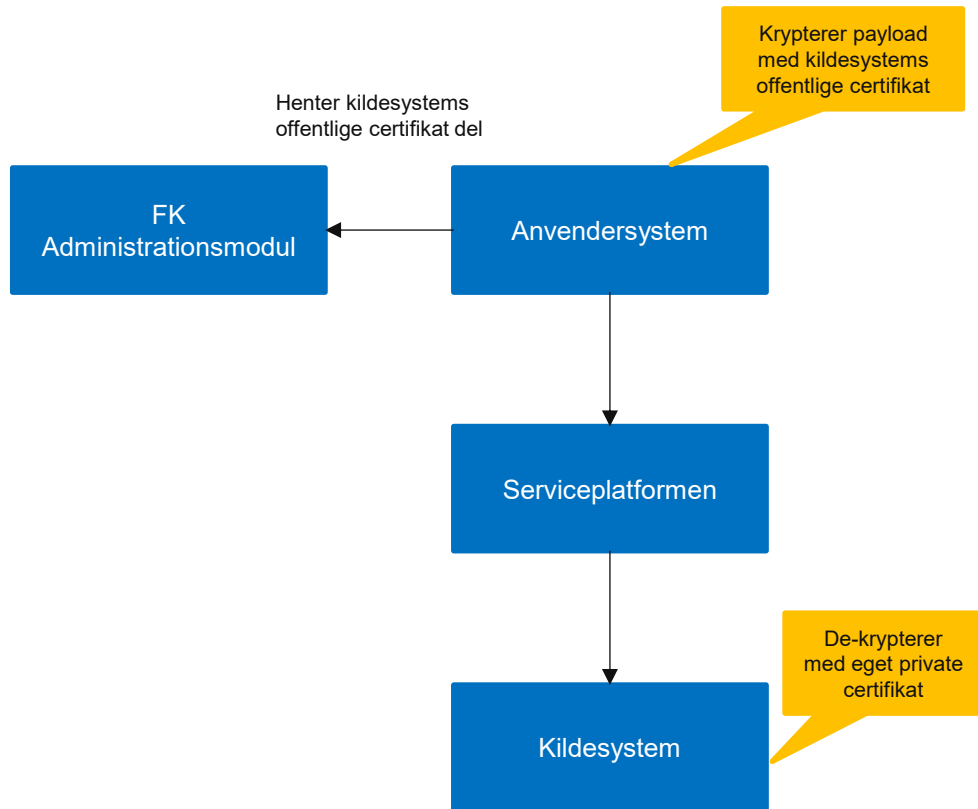 Krypterer payload
med kildesystems
offentlige certifikat
Henter kildesystems
offentlige certifikat del
FK
Administrationsmodul
Anvendersystem
Serviceplatformen
De-krypterer
med eget private
certifikat
Kildesystem